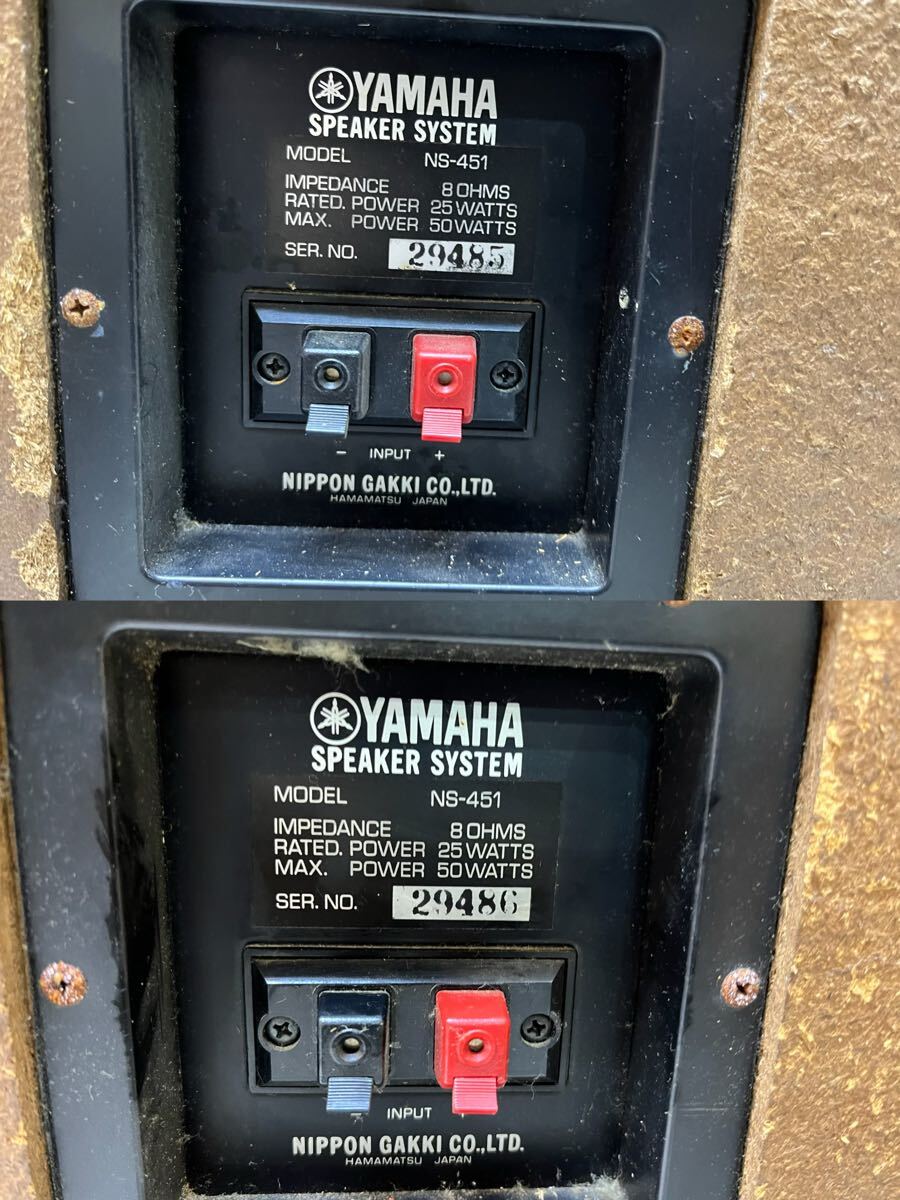 YAMAHA
SPEAKER SYSTEM
MODEL NS-451
IMPEDANCE 8 OHMS
RATED. POWER 25 WATTS
MAX. POWER 50 WATTS
SER. NO. 29485
- INPUT +
NIPPON GAKKI CO.,LTD.
HAMAMATSU JAPAN
YAMAHA
SPEAKER SYSTEM
MODEL NS-451
IMPEDANCE 8 OHMS
RATED. POWER 25 WATTS
MAX. POWER 50 WATTS
SER. NO. 29486
- INPUT +
NIPPON GAKKI CO.,LTD.
HAMAMATSU JAPAN